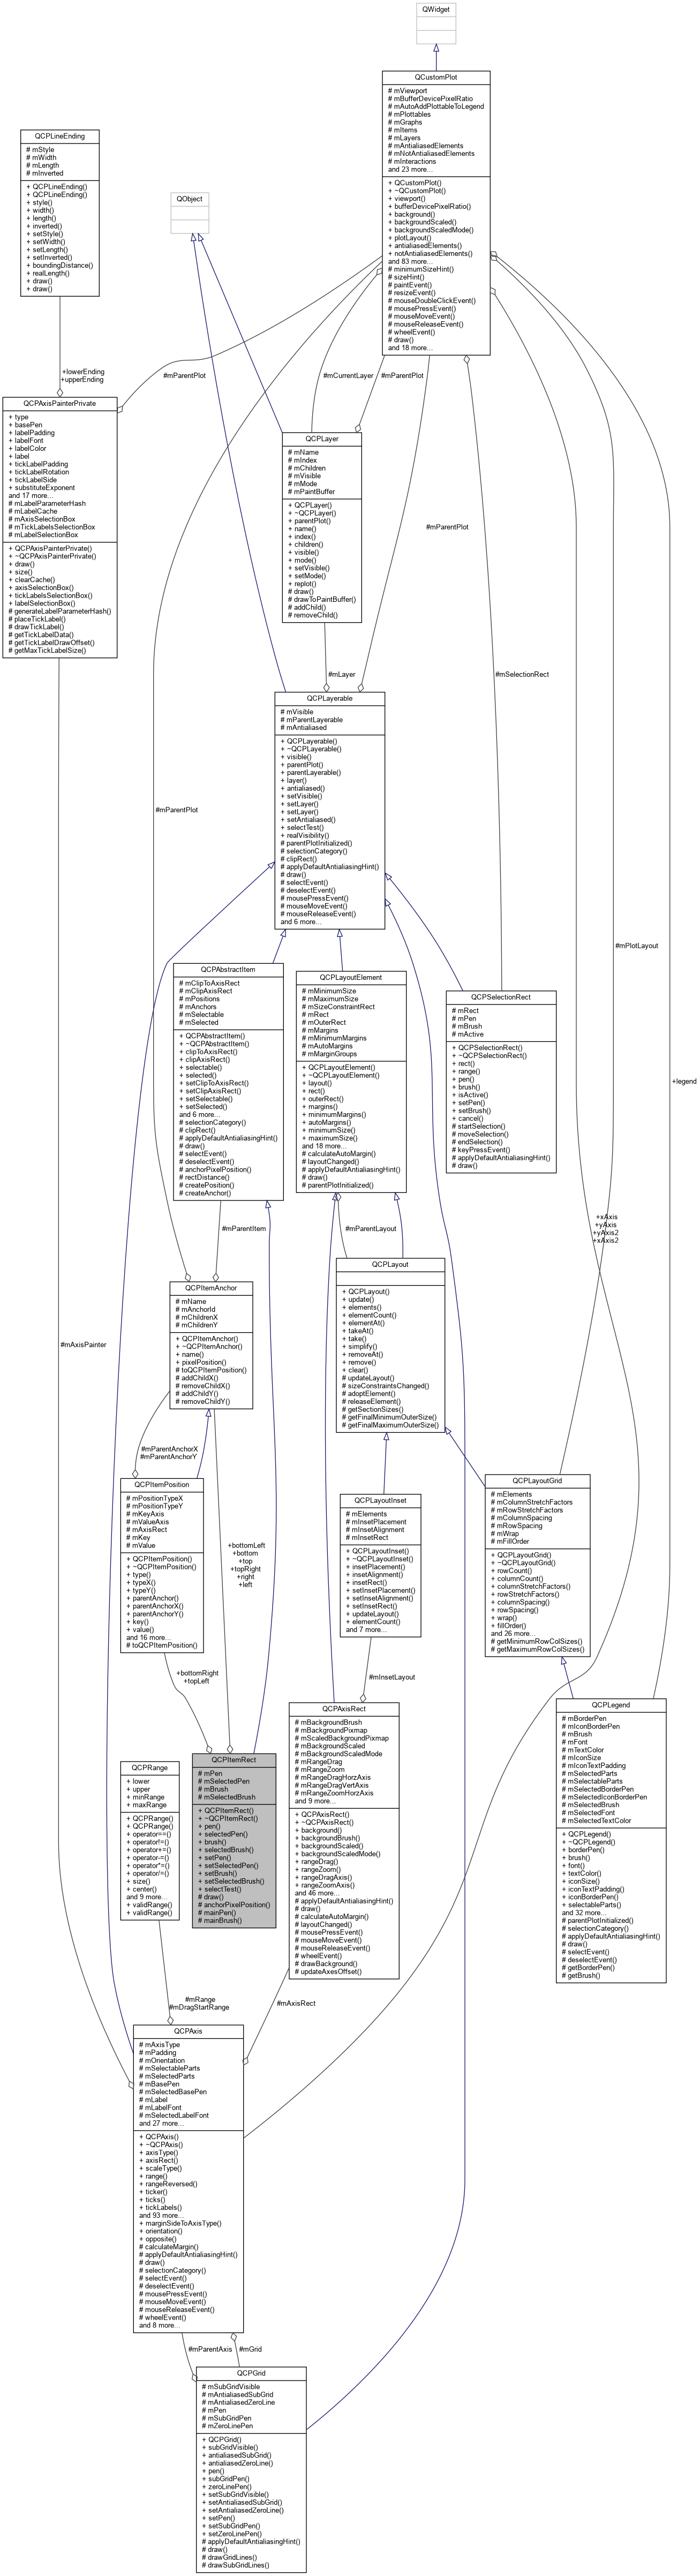 QWidget
QCustomPlot
# mViewport
# mBufferDevicePixelRatio
# mAutoAddPlottableToLegend
# mPlottables
# mGraphs
# mItems
# mLayers
# mAntialiasedElements
# mNotAntialiasedElements
# mInteractions
and 23 more...
+ QCustomPlot()
+ ~QCustomPlot()
+ viewport()
+ bufferDevicePixelRatio()
+ background()
+ backgroundScaled()
+ backgroundScaledMode()
+ plotLayout()
+ antialiasedElements()
+ notAntialiasedElements()
and 83 more...
# minimumSizeHint()
# sizeHint()
# paintEvent()
# resizeEvent()
# mouseDoubleClickEvent()
# mousePressEvent()
# mouseMoveEvent()
# mouseReleaseEvent()
# wheelEvent()
# draw()
and 18 more...
QCPLineEnding
# mStyle
# mWidth
# mLength
# mInverted
+ QCPLineEnding()
+ QCPLineEnding()
+ style()
+ width()
+ length()
+ inverted()
+ setStyle()
+ setWidth()
+ setLength()
+ setInverted()
+ boundingDistance()
+ realLength()
+ draw()
+ draw()
QObject
+lowerEnding
+upperEnding
#mParentPlot
#mCurrentLayer
#mParentPlot
QCPAxisPainterPrivate
+ type
+ basePen
+ labelPadding
+ labelFont
+ labelColor
+ label
+ tickLabelPadding
+ tickLabelRotation
+ tickLabelSide
+ substituteExponent
and 17 more...
# mLabelParameterHash
# mLabelCache
# mAxisSelectionBox
# mTickLabelsSelectionBox
# mLabelSelectionBox
+ QCPAxisPainterPrivate()
+ ~QCPAxisPainterPrivate()
+ draw()
+ size()
+ clearCache()
+ axisSelectionBox()
+ tickLabelsSelectionBox()
+ labelSelectionBox()
# generateLabelParameterHash()
# placeTickLabel()
# drawTickLabel()
# getTickLabelData()
# getTickLabelDrawOffset()
# getMaxTickLabelSize()
QCPLayer
# mName
# mIndex
# mChildren
# mVisible
# mMode
# mPaintBuffer
+ QCPLayer()
+ ~QCPLayer()
+ parentPlot()
+ name()
+ index()
+ children()
+ visible()
+ mode()
+ setVisible()
+ setMode()
+ replot()
# draw()
# drawToPaintBuffer()
# addChild()
# removeChild()
#mParentPlot
#mLayer
#mSelectionRect
QCPLayerable
# mVisible
# mParentLayerable
# mAntialiased
+ QCPLayerable()
+ ~QCPLayerable()
+ visible()
+ parentPlot()
+ parentLayerable()
+ layer()
+ antialiased()
+ setVisible()
+ setLayer()
+ setLayer()
+ setAntialiased()
+ selectTest()
+ realVisibility()
# parentPlotInitialized()
# selectionCategory()
# clipRect()
# applyDefaultAntialiasingHint()
# draw()
# selectEvent()
# deselectEvent()
# mousePressEvent()
# mouseMoveEvent()
# mouseReleaseEvent()
and 6 more...
#mParentPlot
#mPlotLayout
+legend
QCPAbstractItem
# mClipToAxisRect
# mClipAxisRect
# mPositions
# mAnchors
# mSelectable
# mSelected
+ QCPAbstractItem()
+ ~QCPAbstractItem()
+ clipToAxisRect()
+ clipAxisRect()
+ selectable()
+ selected()
+ setClipToAxisRect()
+ setClipAxisRect()
+ setSelectable()
+ setSelected()
and 6 more...
# selectionCategory()
# clipRect()
# applyDefaultAntialiasingHint()
# draw()
# selectEvent()
# deselectEvent()
# anchorPixelPosition()
# rectDistance()
# createPosition()
# createAnchor()
QCPLayoutElement
# mMinimumSize
# mMaximumSize
# mSizeConstraintRect
# mRect
# mOuterRect
# mMargins
# mMinimumMargins
# mAutoMargins
# mMarginGroups
+ QCPLayoutElement()
+ ~QCPLayoutElement()
+ layout()
+ rect()
+ outerRect()
+ margins()
+ minimumMargins()
+ autoMargins()
+ minimumSize()
+ maximumSize()
and 18 more...
# calculateAutoMargin()
# layoutChanged()
# applyDefaultAntialiasingHint()
# draw()
# parentPlotInitialized()
QCPSelectionRect
# mRect
# mPen
# mBrush
# mActive
+ QCPSelectionRect()
+ ~QCPSelectionRect()
+ rect()
+ range()
+ pen()
+ brush()
+ isActive()
+ setPen()
+ setBrush()
+ cancel()
# startSelection()
# moveSelection()
# endSelection()
# keyPressEvent()
# applyDefaultAntialiasingHint()
# draw()
#mParentItem
#mParentLayout
+xAxis
+yAxis
+yAxis2
+xAxis2
QCPItemAnchor
# mName
# mAnchorId
# mChildrenX
# mChildrenY
+ QCPItemAnchor()
+ ~QCPItemAnchor()
+ name()
+ pixelPosition()
# toQCPItemPosition()
# addChildX()
# removeChildX()
# addChildY()
# removeChildY()
QCPLayout
+ QCPLayout()
+ update()
+ elements()
+ elementCount()
+ elementAt()
+ takeAt()
+ take()
+ simplify()
+ removeAt()
+ remove()
+ clear()
# updateLayout()
# sizeConstraintsChanged()
# adoptElement()
# releaseElement()
# getSectionSizes()
# getFinalMinimumOuterSize()
# getFinalMaximumOuterSize()
#mAxisPainter
#mParentAnchorX
#mParentAnchorY
QCPItemPosition
# mPositionTypeX
# mPositionTypeY
# mKeyAxis
# mValueAxis
# mAxisRect
# mKey
# mValue
+ QCPItemPosition()
+ ~QCPItemPosition()
+ type()
+ typeX()
+ typeY()
+ parentAnchor()
+ parentAnchorX()
+ parentAnchorY()
+ key()
+ value()
and 16 more...
# toQCPItemPosition()
+bottomLeft
+bottom
+top
+topRight
+right
+left
QCPLayoutInset
# mElements
# mInsetPlacement
# mInsetAlignment
# mInsetRect
+ QCPLayoutInset()
+ ~QCPLayoutInset()
+ insetPlacement()
+ insetAlignment()
+ insetRect()
+ setInsetPlacement()
+ setInsetAlignment()
+ setInsetRect()
+ updateLayout()
+ elementCount()
and 7 more...
QCPLayoutGrid
# mElements
# mColumnStretchFactors
# mRowStretchFactors
# mColumnSpacing
# mRowSpacing
# mWrap
# mFillOrder
+ QCPLayoutGrid()
+ ~QCPLayoutGrid()
+ rowCount()
+ columnCount()
+ columnStretchFactors()
+ rowStretchFactors()
+ columnSpacing()
+ rowSpacing()
+ wrap()
+ fillOrder()
and 26 more...
# getMinimumRowColSizes()
# getMaximumRowColSizes()
+bottomRight
+topLeft
#mInsetLayout
QCPRange
+ lower
+ upper
+ minRange
+ maxRange
+ QCPRange()
+ QCPRange()
+ operator==()
+ operator!=()
+ operator+=()
+ operator-=()
+ operator*=()
+ operator/=()
+ size()
+ center()
and 9 more...
+ validRange()
+ validRange()
QCPItemRect
# mPen
# mSelectedPen
# mBrush
# mSelectedBrush
+ QCPItemRect()
+ ~QCPItemRect()
+ pen()
+ selectedPen()
+ brush()
+ selectedBrush()
+ setPen()
+ setSelectedPen()
+ setBrush()
+ setSelectedBrush()
+ selectTest()
# draw()
# anchorPixelPosition()
# mainPen()
# mainBrush()
QCPAxisRect
# mBackgroundBrush
# mBackgroundPixmap
# mScaledBackgroundPixmap
# mBackgroundScaled
# mBackgroundScaledMode
# mRangeDrag
# mRangeZoom
# mRangeDragHorzAxis
# mRangeDragVertAxis
# mRangeZoomHorzAxis
and 9 more...
+ QCPAxisRect()
+ ~QCPAxisRect()
+ background()
+ backgroundBrush()
+ backgroundScaled()
+ backgroundScaledMode()
+ rangeDrag()
+ rangeZoom()
+ rangeDragAxis()
+ rangeZoomAxis()
and 46 more...
# applyDefaultAntialiasingHint()
# draw()
# calculateAutoMargin()
# layoutChanged()
# mousePressEvent()
# mouseMoveEvent()
# mouseReleaseEvent()
# wheelEvent()
# drawBackground()
# updateAxesOffset()
QCPLegend
# mBorderPen
# mIconBorderPen
# mBrush
# mFont
# mTextColor
# mIconSize
# mIconTextPadding
# mSelectedParts
# mSelectableParts
# mSelectedBorderPen
# mSelectedIconBorderPen
# mSelectedBrush
# mSelectedFont
# mSelectedTextColor
+ QCPLegend()
+ ~QCPLegend()
+ borderPen()
+ brush()
+ font()
+ textColor()
+ iconSize()
+ iconTextPadding()
+ iconBorderPen()
+ selectableParts()
and 32 more...
# parentPlotInitialized()
# selectionCategory()
# applyDefaultAntialiasingHint()
# draw()
# selectEvent()
# deselectEvent()
# getBorderPen()
# getBrush()
#mRange
#mDragStartRange
#mAxisRect
QCPAxis
# mAxisType
# mPadding
# mOrientation
# mSelectableParts
# mSelectedParts
# mBasePen
# mSelectedBasePen
# mLabel
# mLabelFont
# mSelectedLabelFont
and 27 more...
+ QCPAxis()
+ ~QCPAxis()
+ axisType()
+ axisRect()
+ scaleType()
+ range()
+ rangeReversed()
+ ticker()
+ ticks()
+ tickLabels()
and 93 more...
+ marginSideToAxisType()
+ orientation()
+ opposite()
# calculateMargin()
# applyDefaultAntialiasingHint()
# draw()
# selectionCategory()
# selectEvent()
# deselectEvent()
# mousePressEvent()
# mouseMoveEvent()
# mouseReleaseEvent()
# wheelEvent()
and 8 more...
#mParentAxis
#mGrid
QCPGrid
# mSubGridVisible
# mAntialiasedSubGrid
# mAntialiasedZeroLine
# mPen
# mSubGridPen
# mZeroLinePen
+ QCPGrid()
+ subGridVisible()
+ antialiasedSubGrid()
+ antialiasedZeroLine()
+ pen()
+ subGridPen()
+ zeroLinePen()
+ setSubGridVisible()
+ setAntialiasedSubGrid()
+ setAntialiasedZeroLine()
+ setPen()
+ setSubGridPen()
+ setZeroLinePen()
# applyDefaultAntialiasingHint()
# draw()
# drawGridLines()
# drawSubGridLines()